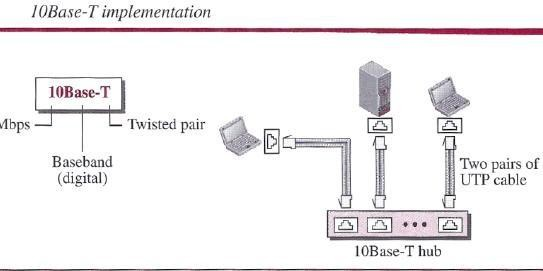 10Base-T implementation
10Base-T
Mbps
Twisted pair
Baseband
(digital)
Two pairs of
UTP cable
10Base-T hub